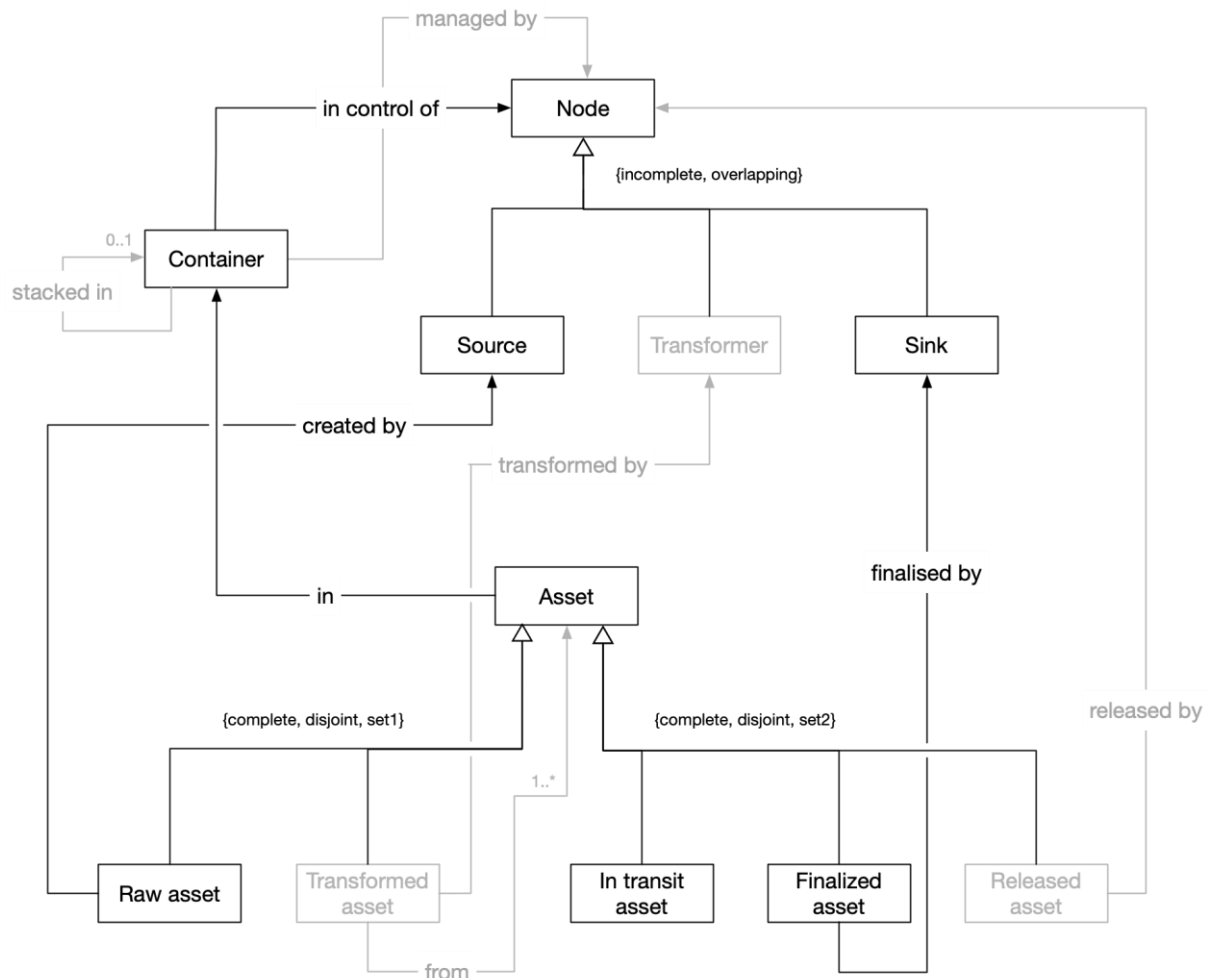 managed by
in control of
Node
{incomplete, overlapping}
0..1
Container
stacked in
Source
Transformer
Sink
created by
transformed by
finalised by
in
Asset
{complete, disjoint, set1}
{complete, disjoint, set2}
released by
1..*
Raw asset
Transformed
asset
In transit
asset
Finalized
asset
Released
asset
from